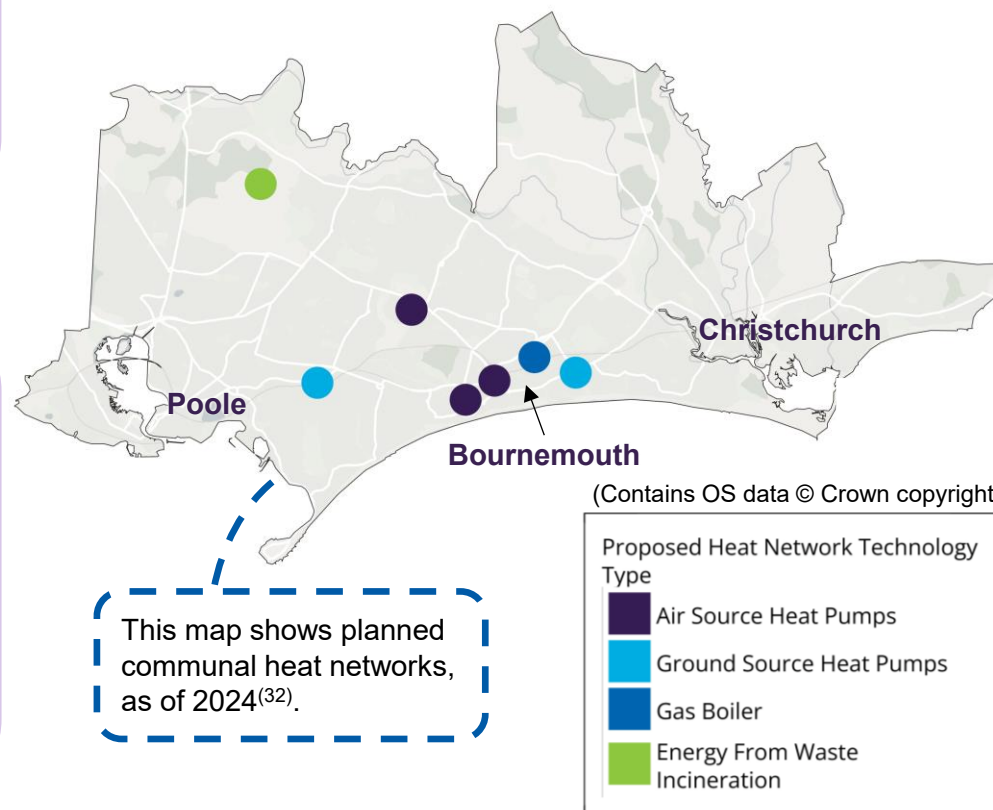 Christchurch
Poole
Bournemouth
(Contains OS data © Crown copyright
Proposed Heat Network Technology
Type
Air Source Heat Pumps
Ground Source Heat Pumps
Gas Boiler
Energy From Waste
Incineration
This map shows planned
communal heat networks,
as of 2024(32).